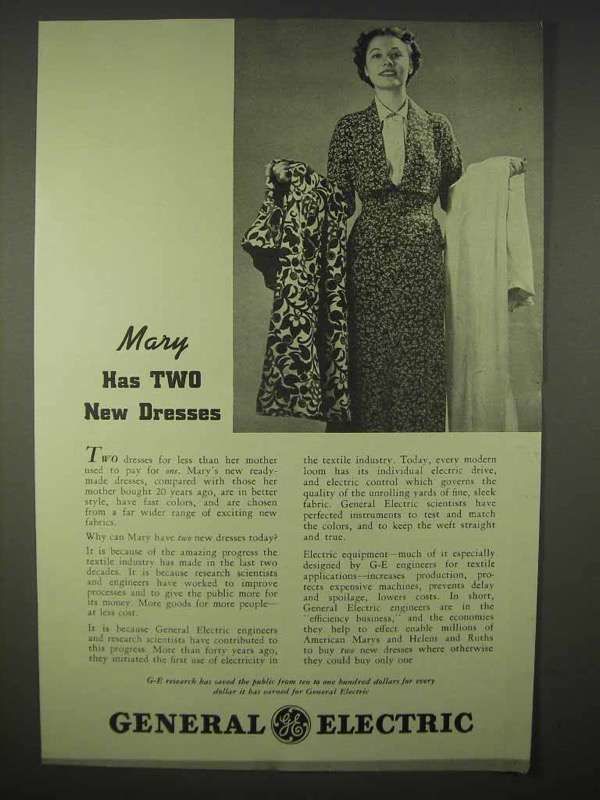 Mary
Has TWO
New Dresses
Two dresses for less than her mother
used to pay for one. Mary's new ready-
made dresses, compared with those her
mother bought 20 years ago, are in better
style, have fast colors, and are chosen
from a far wider range of exciting new
fabrics.
Why can Mary have two new dresses today?
It is because of the amazing progress the
textile industry has made in the last two
decades. It is because research scientists
and engineers have worked to improve
processes and to give the public more for
its money. More goods for more people—
at less cost.
It is because General Electric engineers
and research scientists have contributed to
this progress. More than forty years ago,
they initiated the first use of electricity in
the textile industry. Today, every modern
loom has its individual electric drive,
and electric control which governs the
quality of the unrolling yards of fine, sleek
fabric. General Electric scientists have
perfected instruments to test and match
the colors, and to keep the weft straight
and true.
Electric equipment—much of it especially
designed by G-E engineers for textile
applications—increases production, pro-
tects expensive machines, prevents delay
and spoilage, lowers costs. In short,
General Electric engineers are in the
"efficiency business," and the economies
they help to effect enable millions of
American Marys and Helens and Ruths
to buy two new dresses where otherwise
they could buy only one
G-E research has saved the public from ten to one hundred dollars for every
dollar it has earned for General Electric
GENERAL GE ELECTRIC